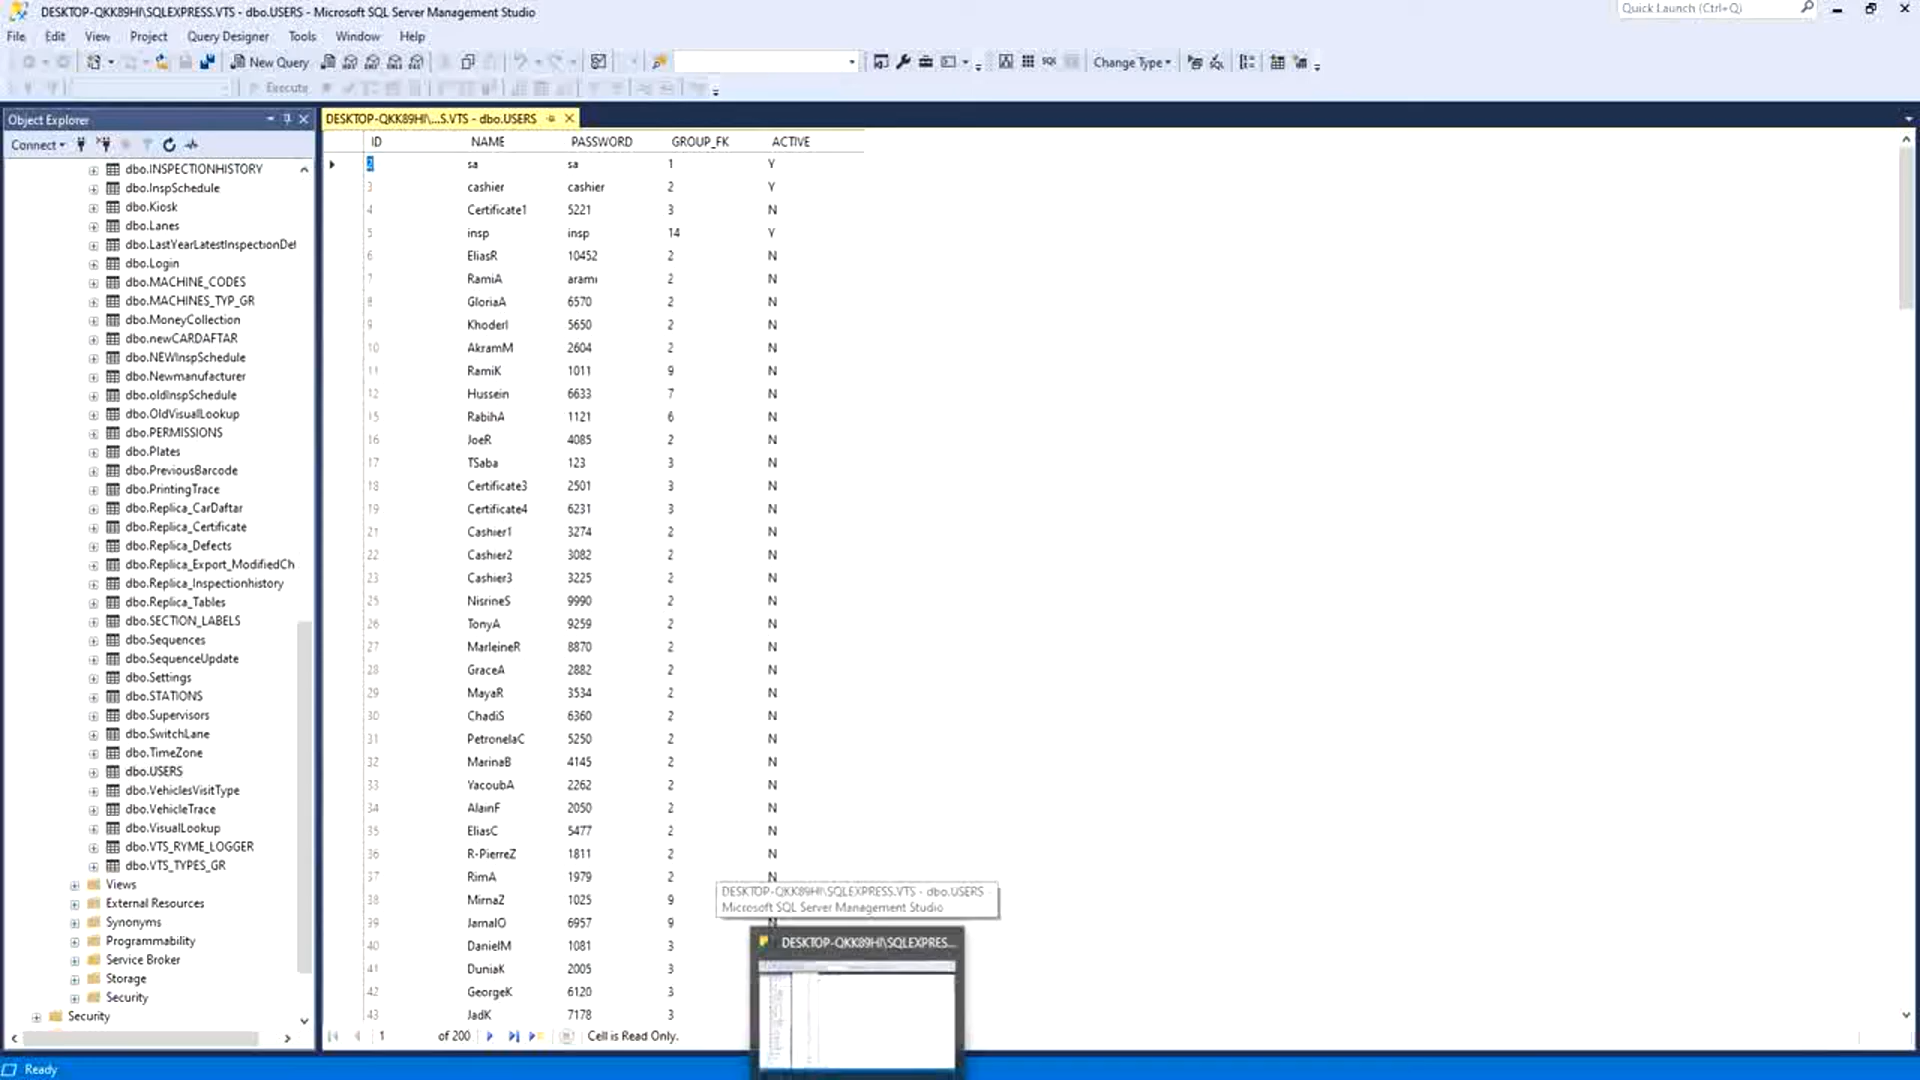 DESKTOP-QKK89HI\SQLEXPRESS.VTS - dbo.USERS - Microsoft SQL Server Management Studio
Quick Launch (Ctrl+Q)
File Edit View Project Query Designer Tools Window Help
New Query
Change Type
Execute
Object Explorer
DESKTOP-QKK89HI\...S.VTS - dbo.USERS
Connect
dbo.INSPECTIONHISTORY
dbo.InspSchedule
dbo.Kiosk
dbo.Lanes
dbo.LastYearLatestInspectionDet
dbo.Login
dbo.MACHINE_CODES
dbo.MACHINES_TYP_GR
dbo.MoneyCollection
dbo.newCARDAFTAR
dbo.NEWInspSchedule
dbo.Newmanufacturer
dbo.oldInspSchedule
dbo.OldVisualLookup
dbo.PERMISSIONS
dbo.Plates
dbo.PreviousBarcode
dbo.PrintingTrace
dbo.Replica_CarDaftar
dbo.Replica_Certificate
dbo.Replica_Defects
dbo.Replica_Export_ModifiedCh
dbo.Replica_Inspectionhistory
dbo.Replica_Tables
dbo.SECTION_LABELS
dbo.Sequences
dbo.SequenceUpdate
dbo.Settings
dbo.STATIONS
dbo.Supervisors
dbo.SwitchLane
dbo.TimeZone
dbo.USERS
dbo.VehiclesVisitType
dbo.VehicleTrace
dbo.VisualLookup
dbo.VTS_RYME_LOGGER
dbo.VTS_TYPES_GR
Views
External Resources
Synonyms
Programmability
Service Broker
Storage
Security
Security
ID NAME PASSWORD GROUP_FK ACTIVE
2 sa sa 1 Y
3 cashier cashier 2 Y
4 Certificate1 5221 3 N
5 insp insp 14 Y
6 EliasR 10452 2 N
7 RamiA arami 2 N
8 GloriaA 6570 2 N
9 KhoderI 5650 2 N
10 AkramM 2604 2 N
11 RamiK 1011 9 N
12 Hussein 6633 7 N
15 RabihA 1121 6 N
16 JoeR 4085 2 N
17 TSaba 123 3 N
18 Certificate3 2501 3 N
19 Certificate4 6231 3 N
21 Cashier1 3274 2 N
22 Cashier2 3082 2 N
23 Cashier3 3225 2 N
25 NisrineS 9990 2 N
26 TonyA 9259 2 N
27 MarleineR 8870 2 N
28 GraceA 2882 2 N
29 MayaR 3534 2 N
30 ChadiS 6360 2 N
31 PetronelaC 5250 2 N
32 MarinaB 4145 2 N
33 YacoubA 2262 2 N
34 AlainF 2050 2 N
35 EliasC 5477 2 N
36 R-PierreZ 1811 2 N
37 RimA 1979 2 N
38 MirnaZ 1025 9
39 JamalO 6957 9 N
40 DanielM 1081 3
41 DuniaK 2005 3
42 GeorgeK 6120 3
43 JadK 7178 3
DESKTOP-QKK89HI\SQLEXPRESS.VTS - dbo.USERS
Microsoft SQL Server Management Studio
DESKTOP-QKK89HI\SQLEXPRES...
1 of 200 Cell is Read Only.
Ready